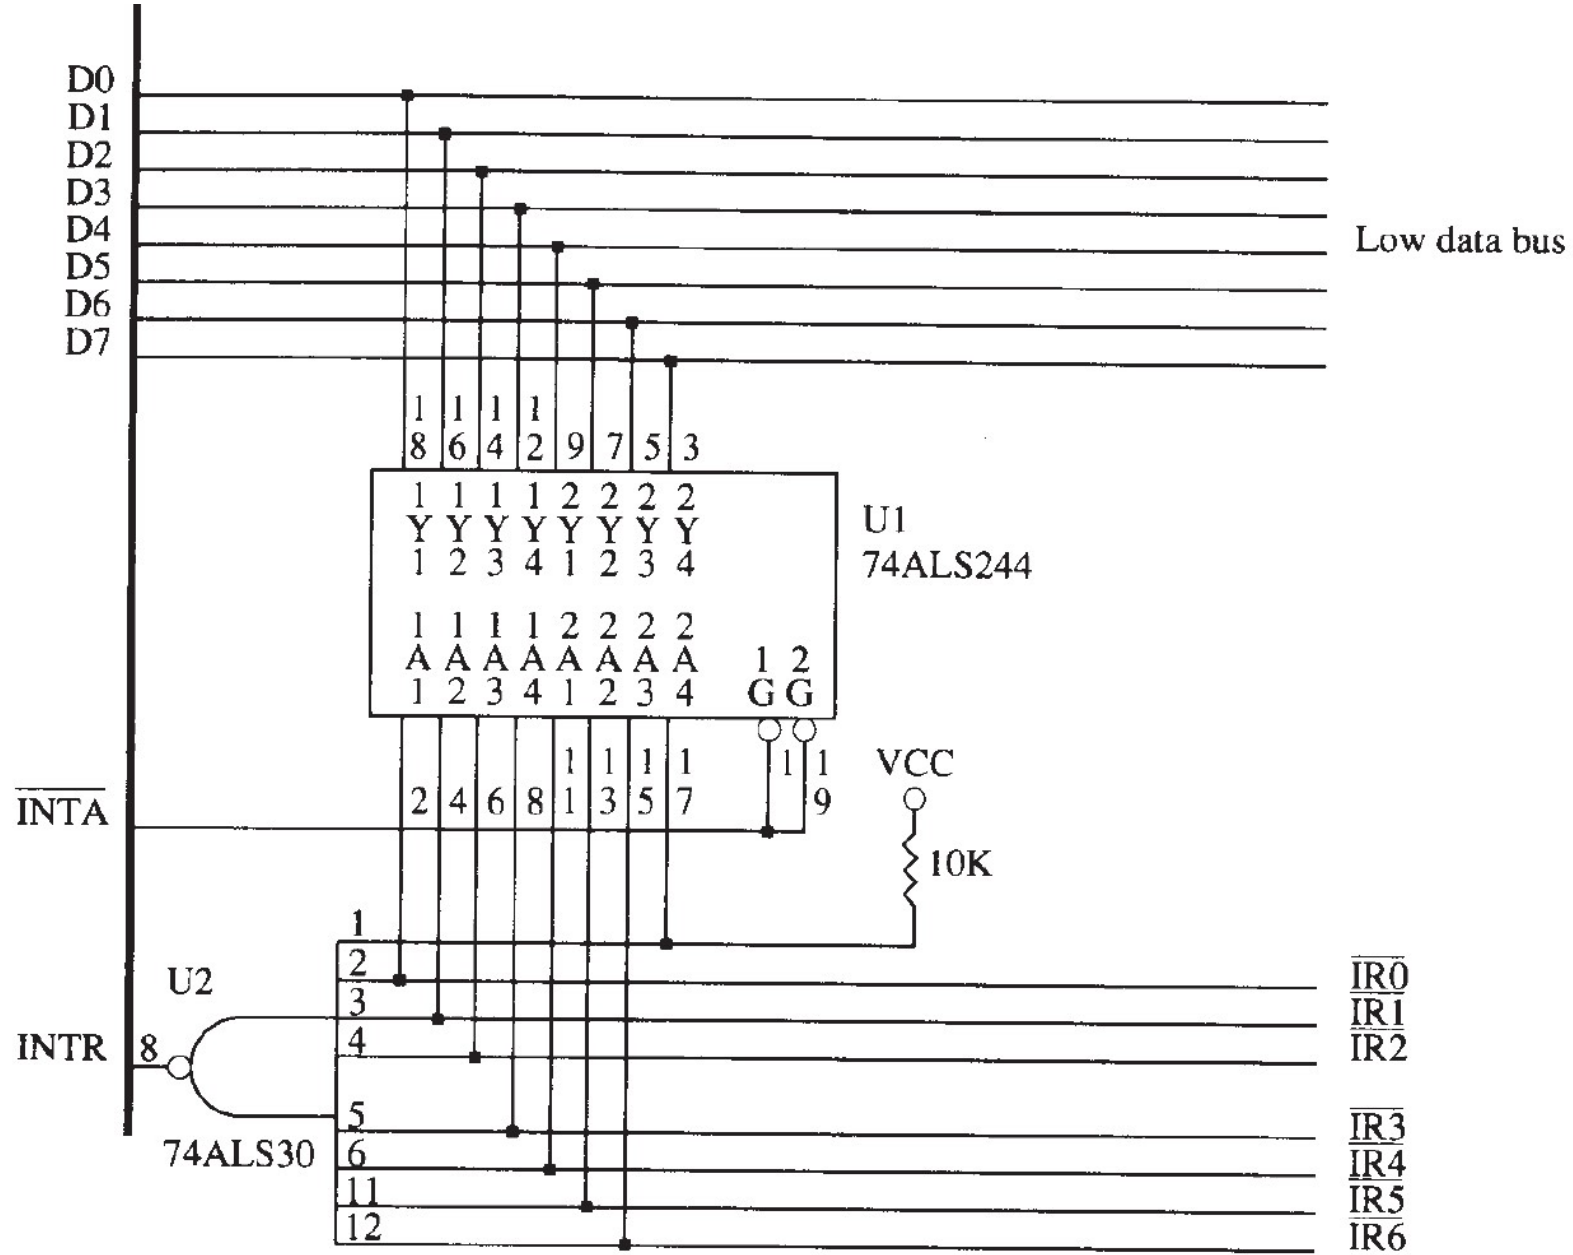 D0
D1
D2
D3
D4
D5
D6
D7
Low data bus
1 1 1 1
8 6 4 2 9 7 5 3
1 1 1 1 2 2 2 2
Y Y Y Y Y Y Y Y
1 2 3 4 1 2 3 4
U1
74ALS244
1 1 1 1 2 2 2 2
A A A A A A A A 1 2
1 2 3 4 1 2 3 4 G G
1 1 1 1 1 1
2 4 6 8 1 3 5 7 9
VCC
INTA
10K
1
2
3
4
5
6
11
12
U2
INTR
8
74ALS30
IR0
IR1
IR2
IR3
IR4
IR5
IR6